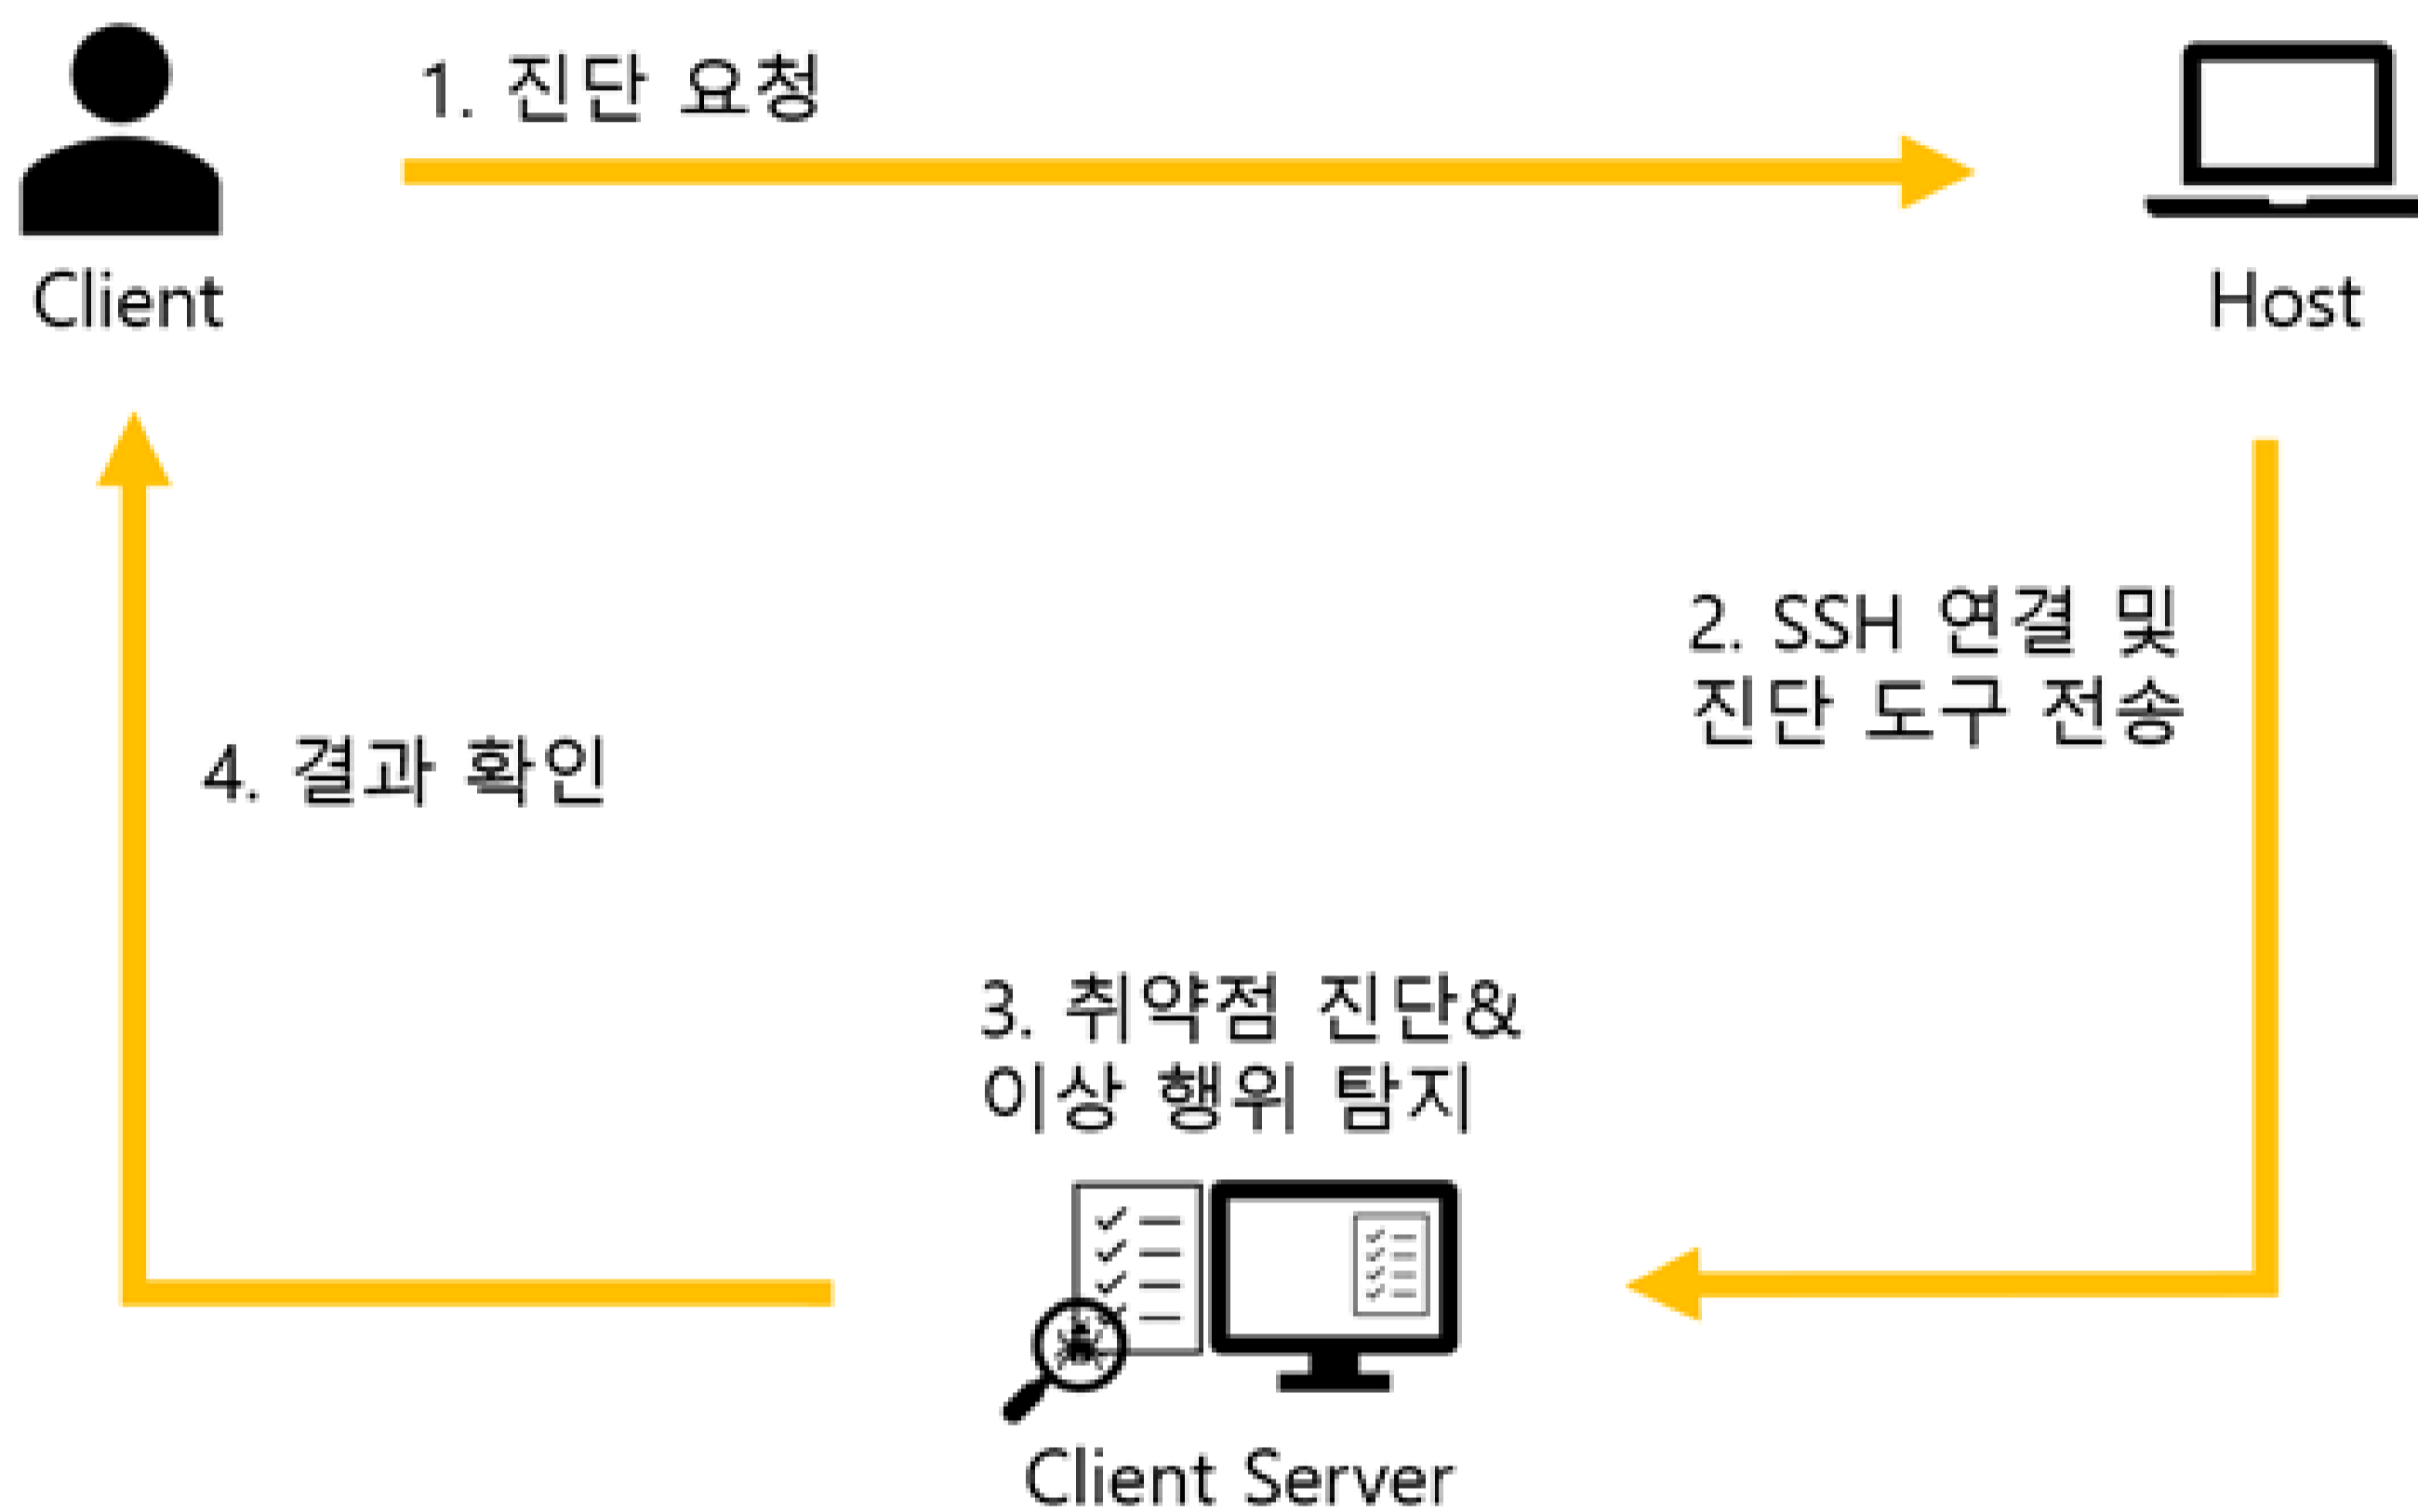 1. 진단 요청
Client
Host
2. SSH 연결 및
진단 도구 전송
4. 결과 확인
3. 취약점 진단&
이상 행위 탐지
Client Server